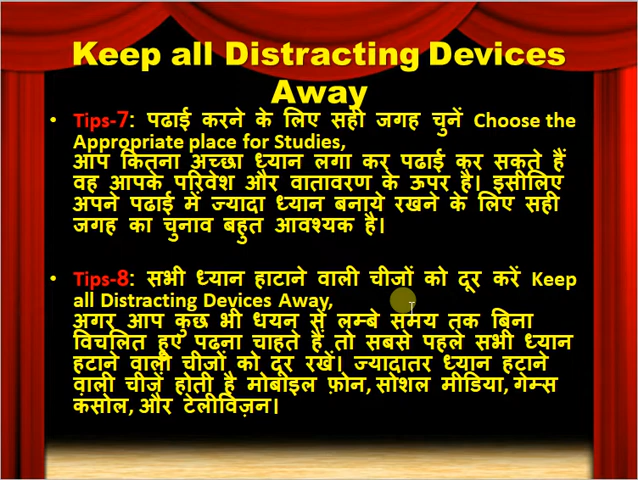 Keep all Distracting Devices
Away
• Tips-7: पढाई करने के लिए सही जगह चुनें Choose the
Appropriate place for Studies,
आप कितना अच्छा ध्यान लगा कर पढाई कर सकते हैं
वह आपके परिवेश और वातावरण के ऊपर है। इसीलिए
अपने पढाई में ज्यादा ध्यान बनाये रखने के लिए सही
जगह का चुनाव बहुत आवश्यक है।
• Tips-8: सभी ध्यान हाटाने वाली चीजों को दूर करें Keep
all Distracting Devices Away,
अगर आप कुछ भी धयन से लम्बे समय तक बिना
विचलित हुए पढना चाहते हैं तो सबसे पहले सभी ध्यान
हटाने वाली चीजों को दूर रखें। ज्यादातर ध्यान हटाने
वाली चीजें होती है मोबाइल फ़ोन, सोशल मीडिया, गेम्स
कंसोल, और टेलीविज़न।